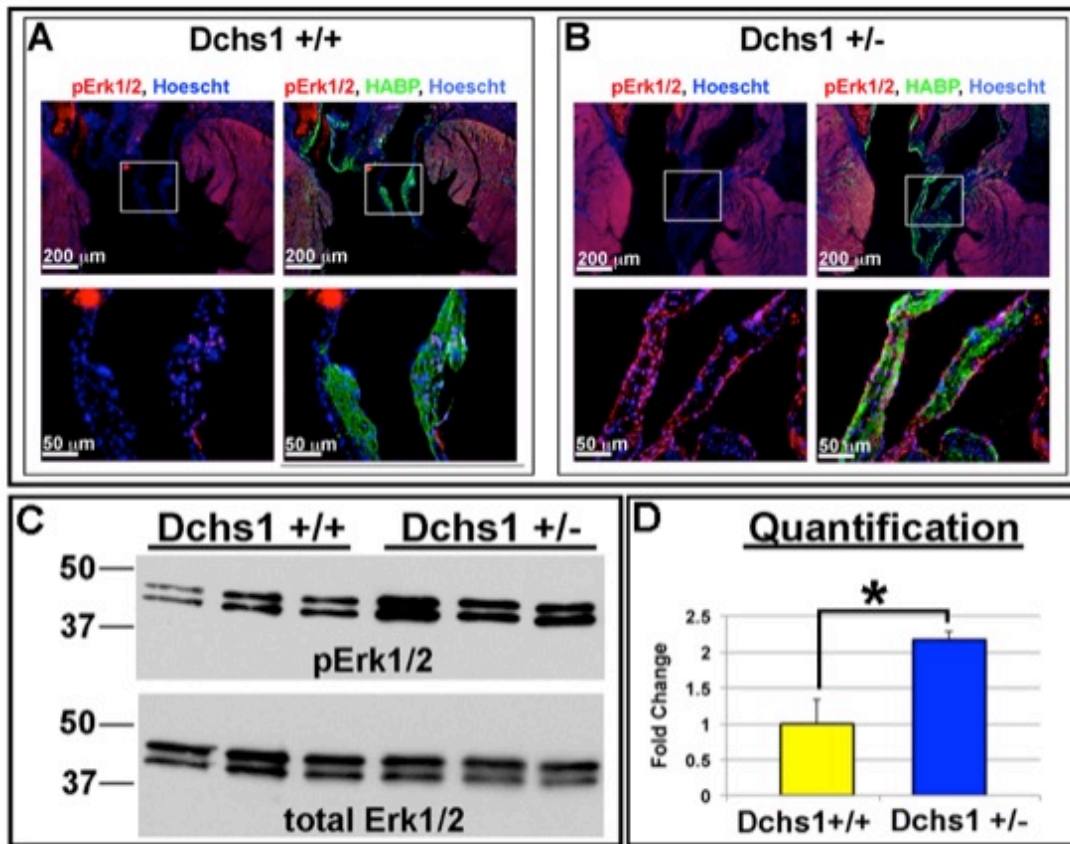 A
Dchs1 +/+
pErk1/2, Hoescht
pErk1/2, HABP, Hoescht
200 µm
200 µm
50 µm
50 µm
B
Dchs1 +/-
pErk1/2, Hoescht
pErk1/2, HABP, Hoescht
200 µm
200 µm
50 µm
50 µm
C
Dchs1 +/+
Dchs1 +/-
50
37
pErk1/2
50
37
total Erk1/2
D
Quantification
*
Fold Change
2.5
2
1.5
1
0.5
0
Dchs1+/+
Dchs1 +/-